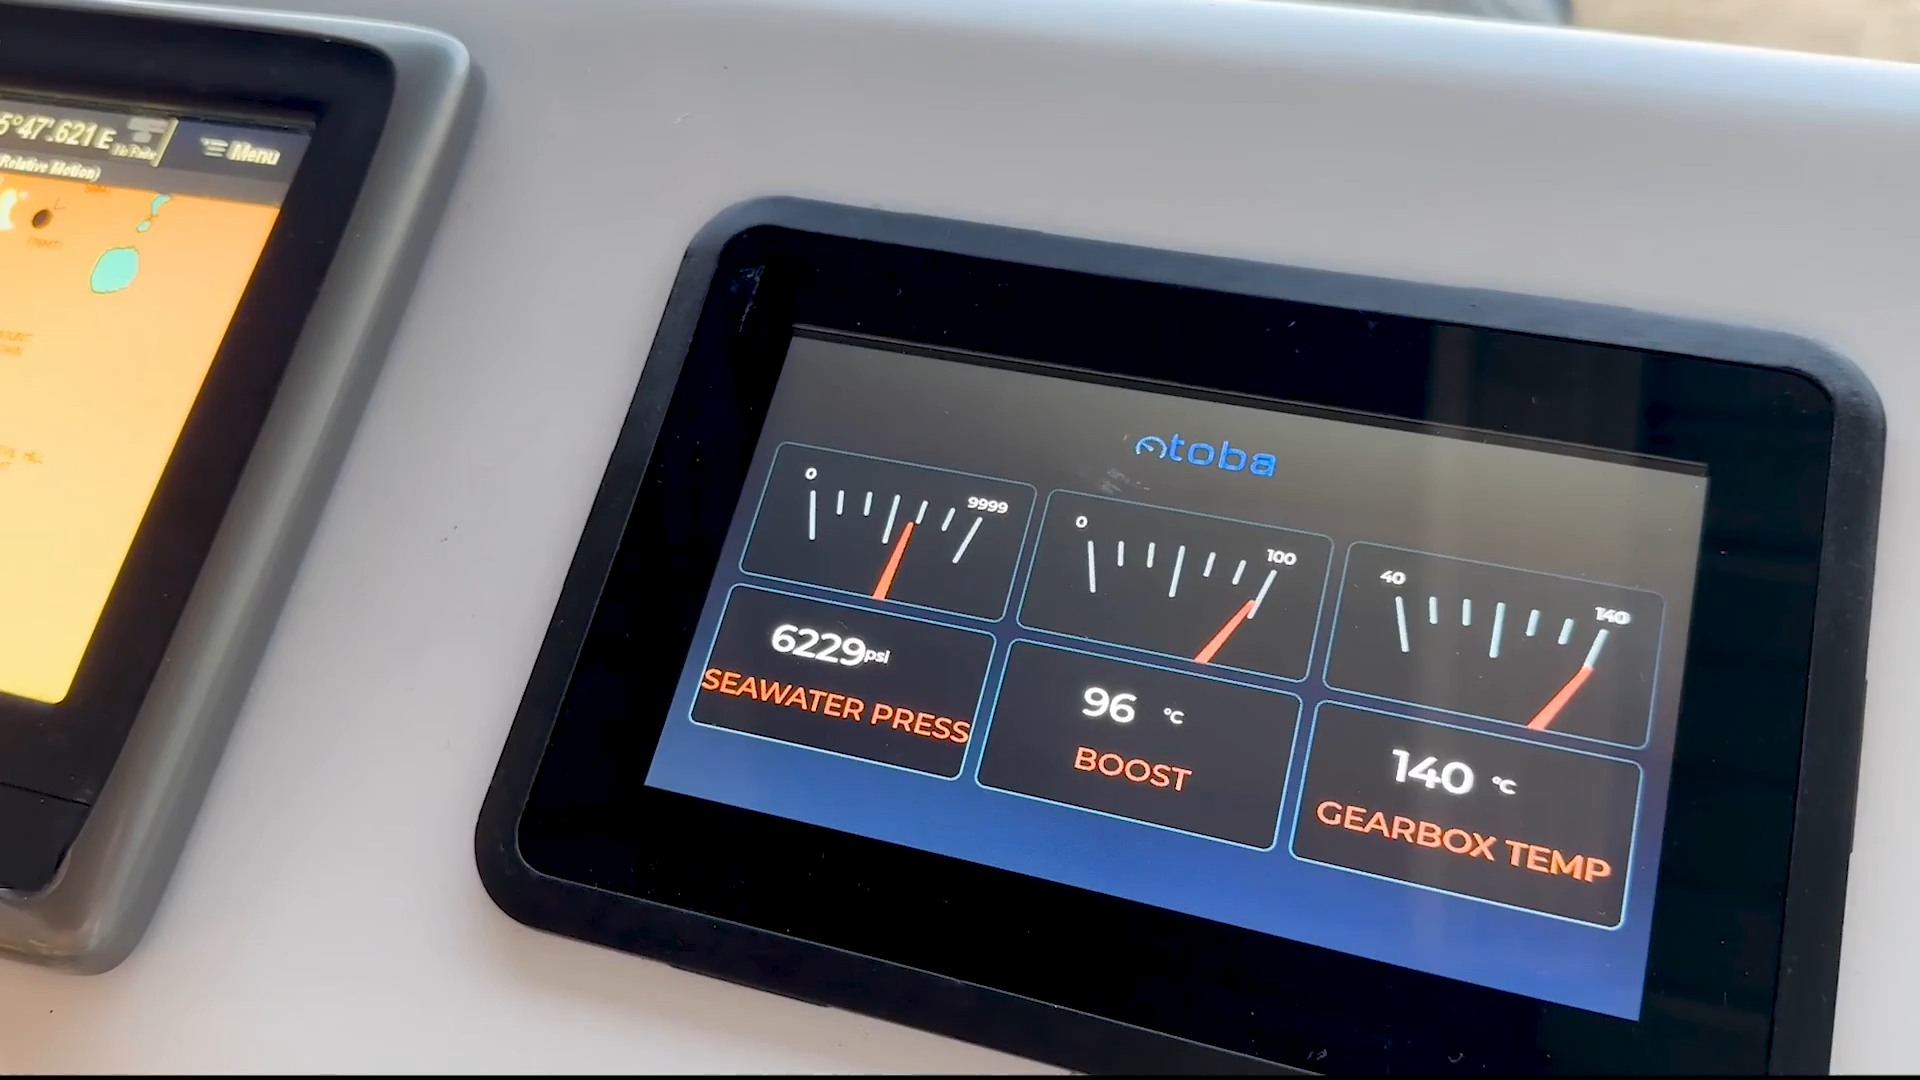 5°47'.621 E
Menu
(Relative Motion)
otoba
0
9999
0
100
40
140
6229psi
SEAWATER PRESS
96 °C
BOOST
140 °C
GEARBOX TEMP